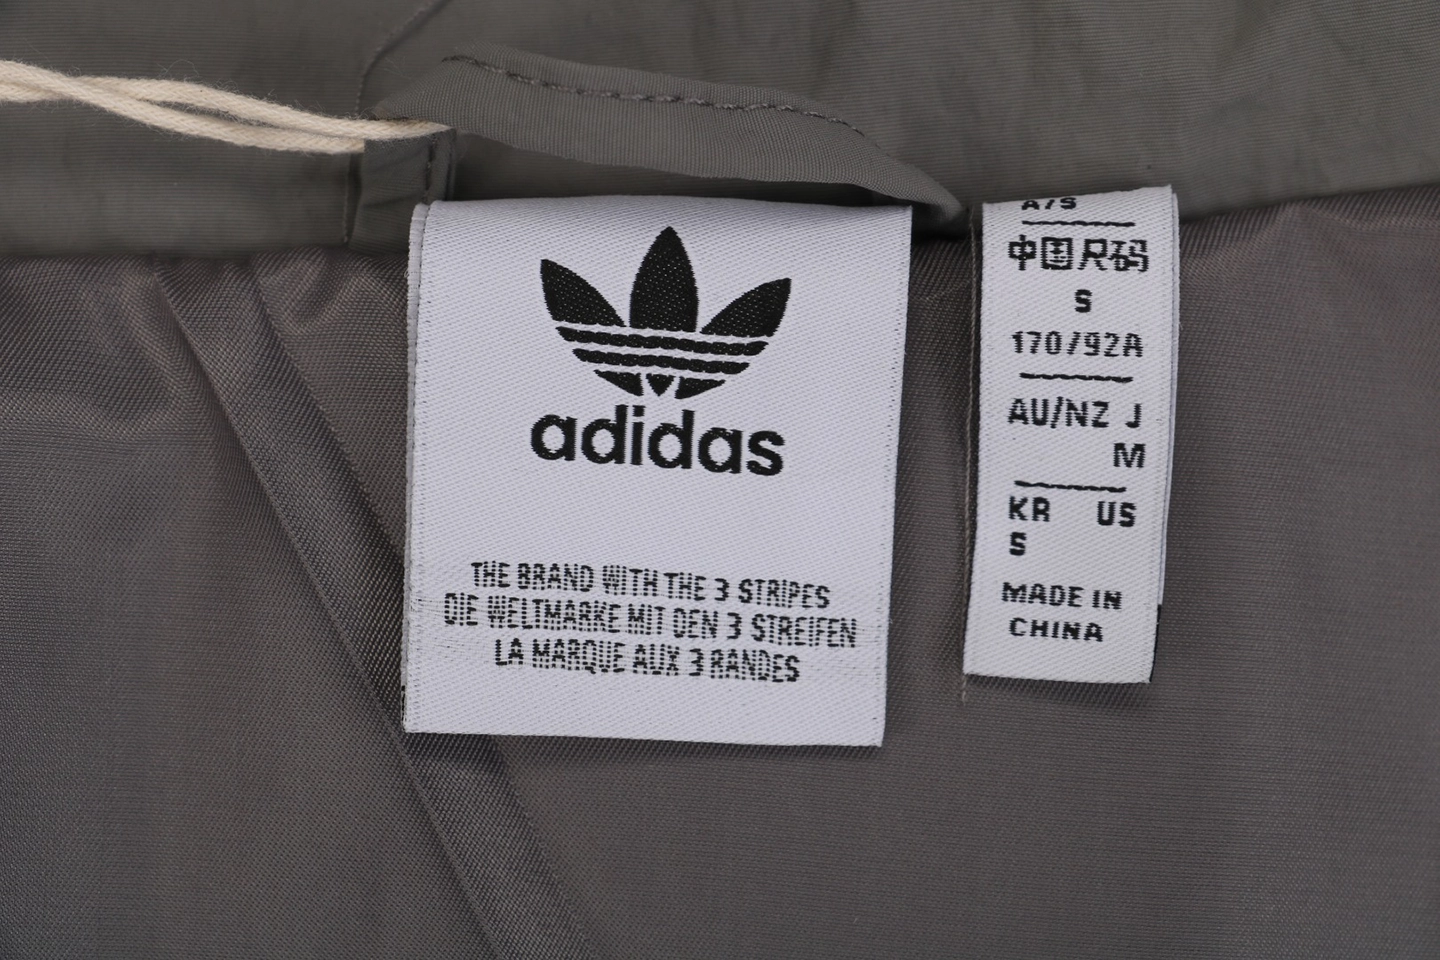 adidas
THE BRAND WITH THE 3 STRIPES
DIE WELTMARKE MIT DEN 3 STREIFEN
LA MARQUE AUX 3 BANDES
A/S
中国尺码
S
170/92A
AU/NZ J
M
KR US
S
MADE IN
CHINA